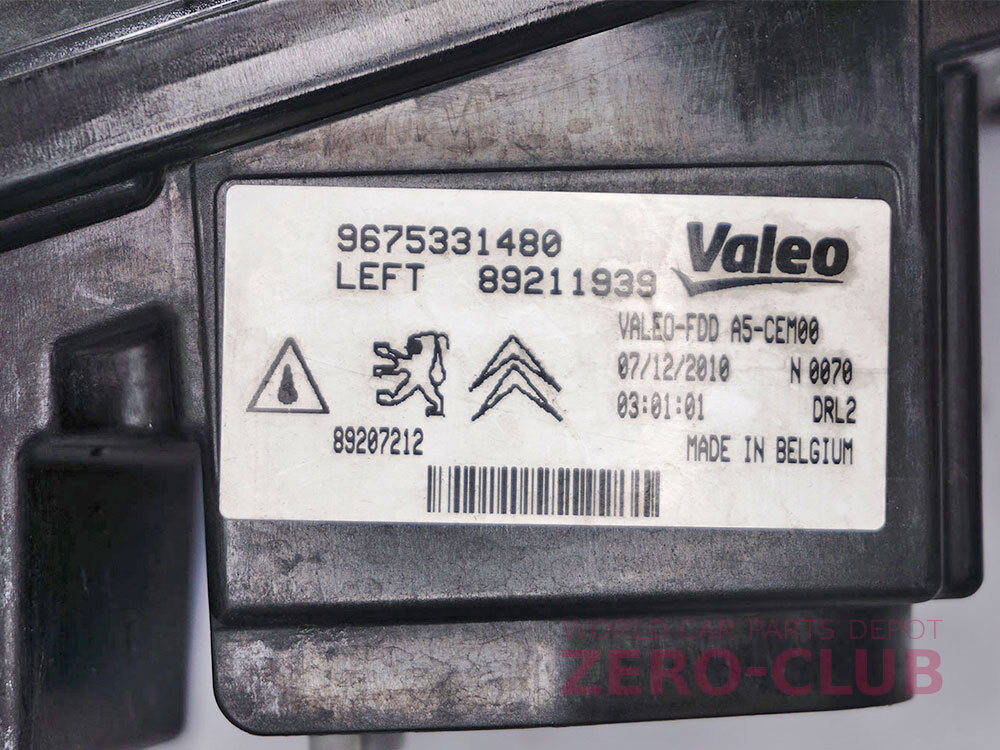 9675331480
LEFT 89211939
Valeo
VALEO-FDD A5-CEM00
07/12/2010 N 0070
03:01:01 DRL2
89207212
MADE IN BELGIUM
WORLD CAR PARTS DEPOT
ZERO-CLUB